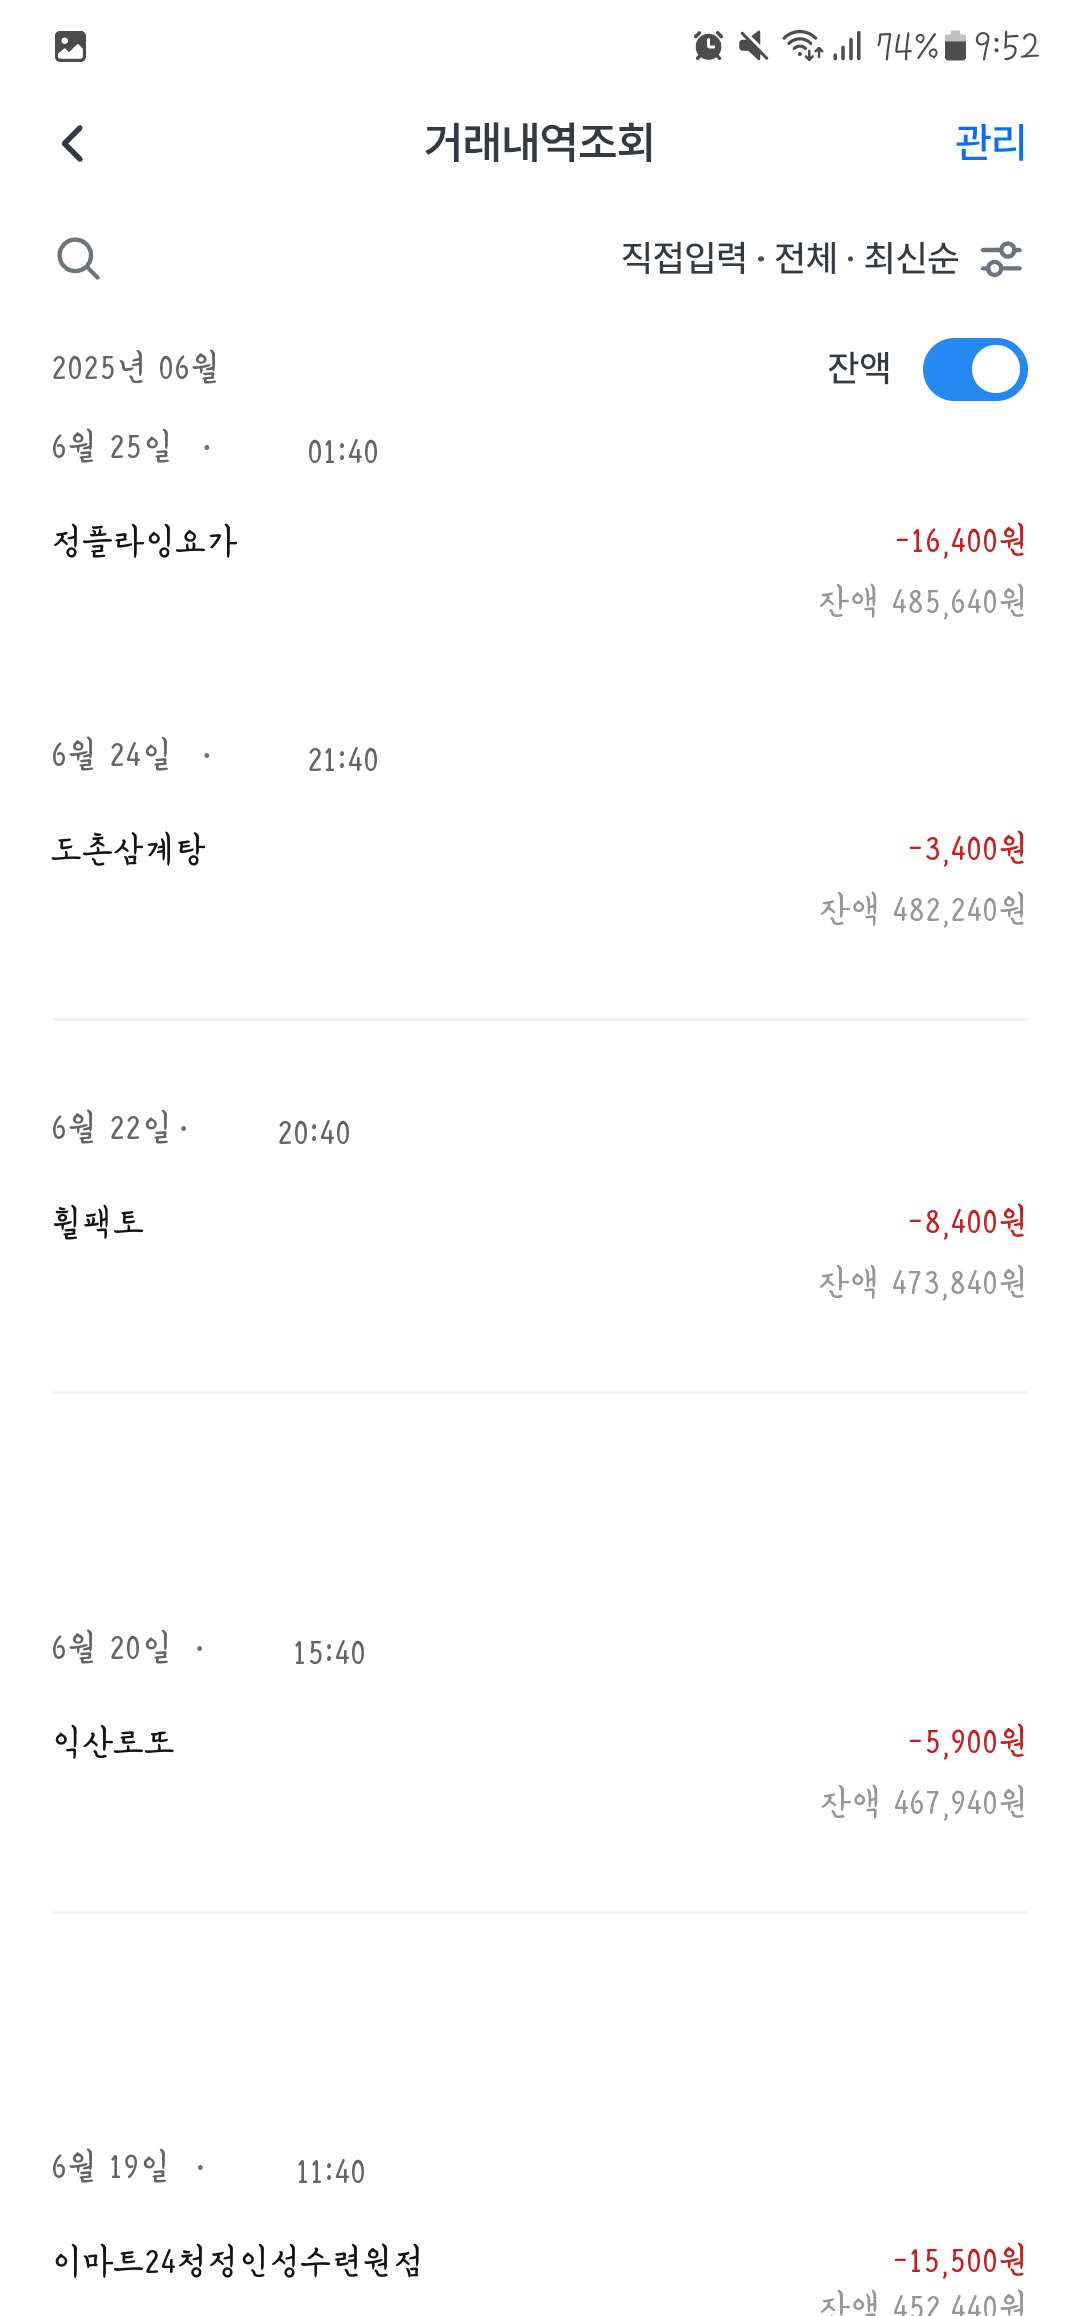 74% 9:52
거래내역조회 관리
직접입력 · 전체 · 최신순
2025년 06월 잔액
6월 25일 · 01:40
정플라잉요가 -16,400원
잔액 485,640원
6월 24일 · 21:40
도촌삼계탕 -3,400원
잔액 482,240원
6월 22일 · 20:40
휠팩토 -8,400원
잔액 473,840원
6월 20일 · 15:40
익산로또 -5,900원
잔액 467,940원
6월 19일 · 11:40
이마트24청정인성수련원점 -15,500원
잔액 452,440원